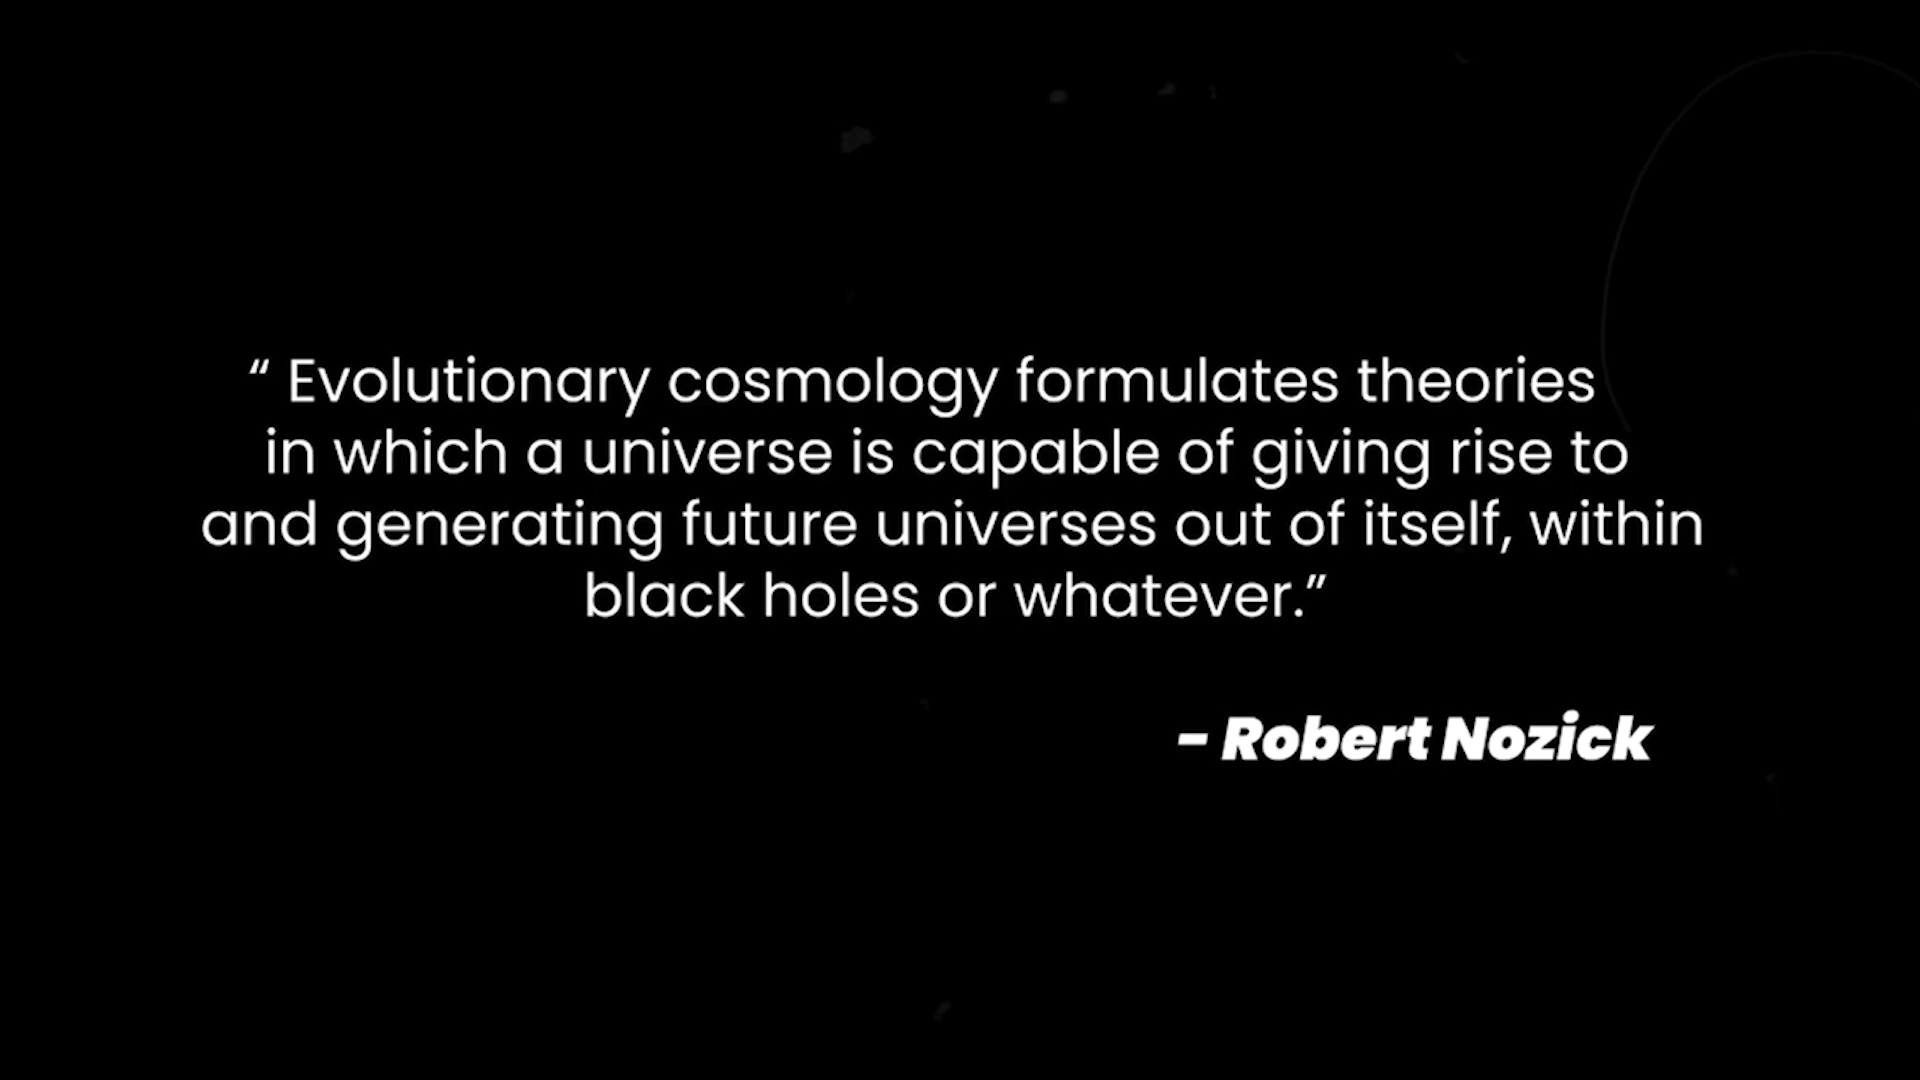 “ Evolutionary cosmology formulates theories
in which a universe is capable of giving rise to
and generating future universes out of itself, within
black holes or whatever.”
- Robert Nozick